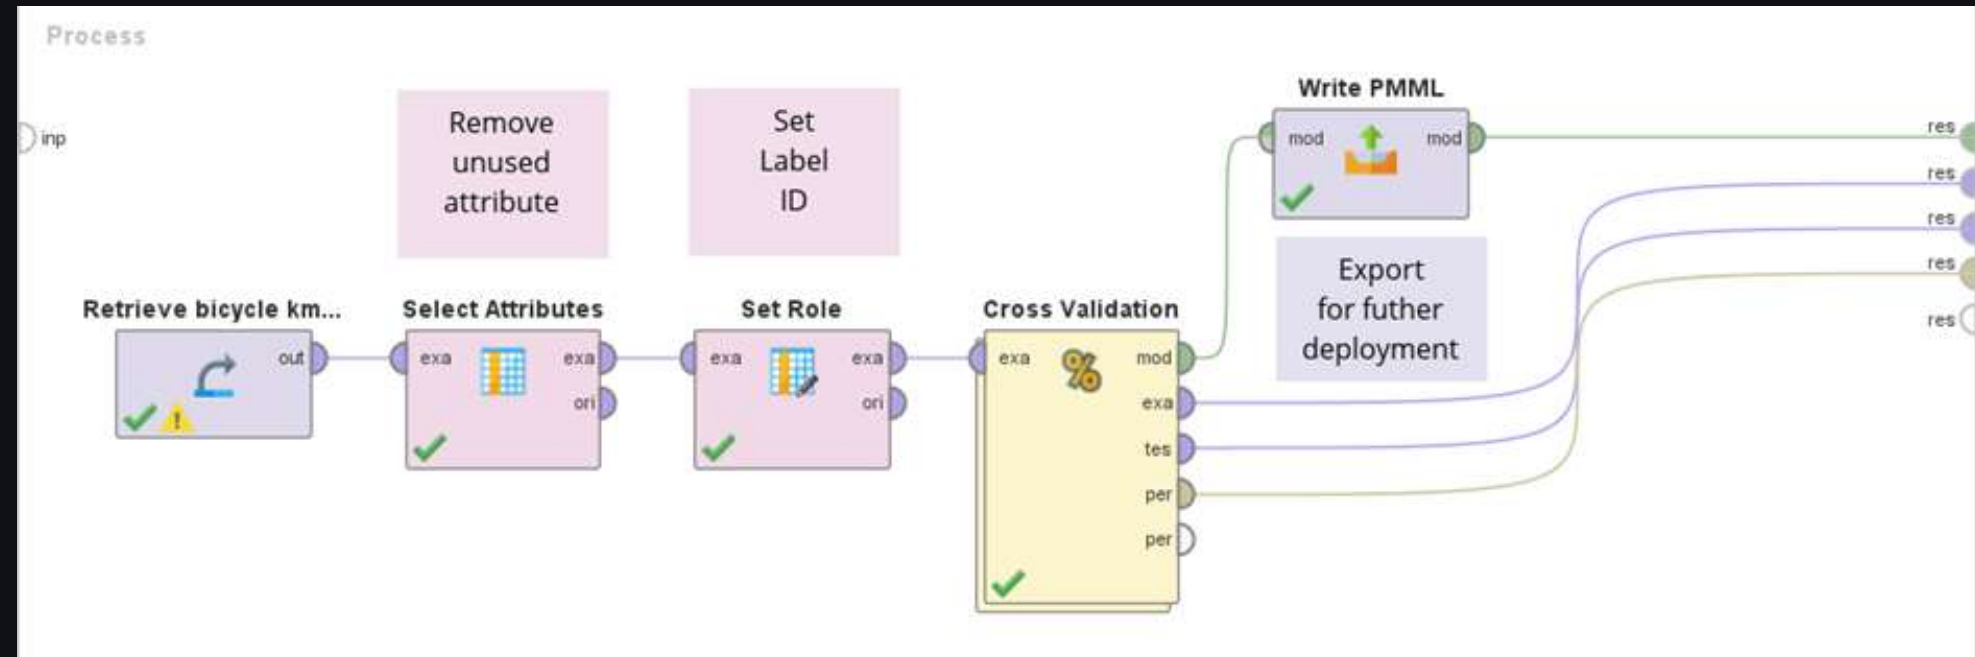 Process
inp
Remove
unused
attribute
Set
Label
ID
Write PMML
mod
mod
res
res
res
res
res
Export
for futher
deployment
Retrieve bicycle km...
out
Select Attributes
exa
exa
ori
Set Role
exa
exa
ori
Cross Validation
exa
mod
exa
tes
per
per